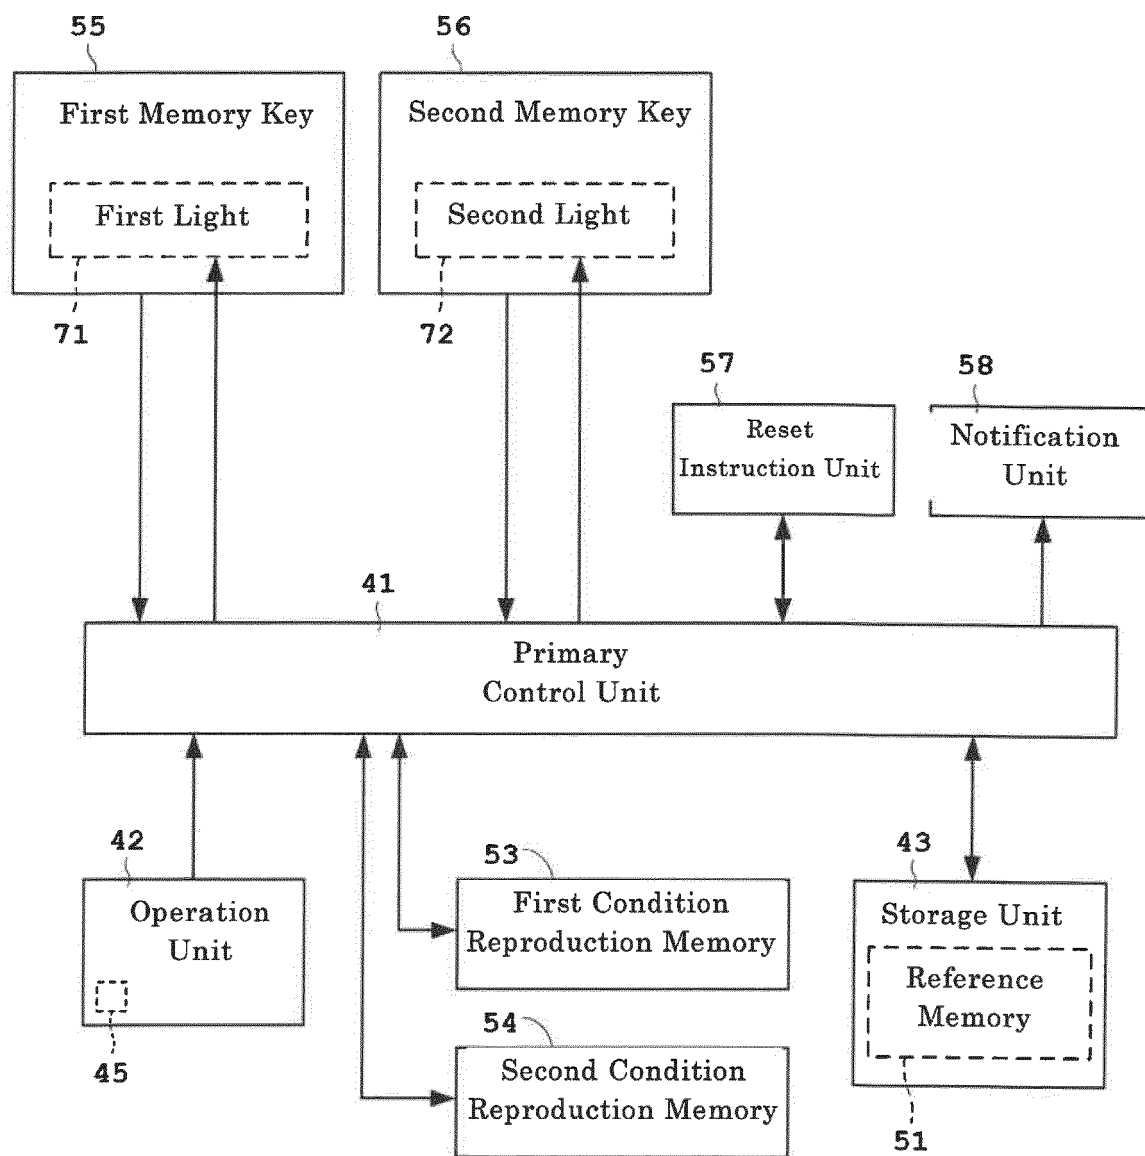 55
56
First Memory Key
Second Memory Key
First Light
Second Light
71
72
57
58
Reset
Instruction Unit
Notification
Unit
41
Primary
Control Unit
42
53
43
Operation
Unit
First Condition
Reproduction Memory
Storage Unit
Reference
Memory
54
45
Second Condition
Reproduction Memory
51